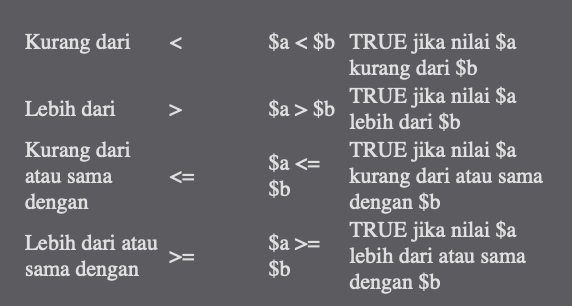 Kurang dari < $a < $b TRUE jika nilai $a
kurang dari $b
Lebih dari > $a > $b TRUE jika nilai $a
lebih dari $b
Kurang dari
atau sama
dengan
<=
$a <=
$b
TRUE jika nilai $a
kurang dari atau sama
dengan $b
Lebih dari atau
sama dengan
>=
$a >=
$b
TRUE jika nilai $a
lebih dari atau sama
dengan $b